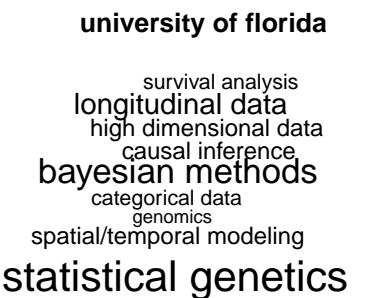 university of florida
survival analysis
longitudinal data
high dimensional data
causal inference
bayesian methods
categorical data
genomics
spatial/temporal modeling
statistical genetics